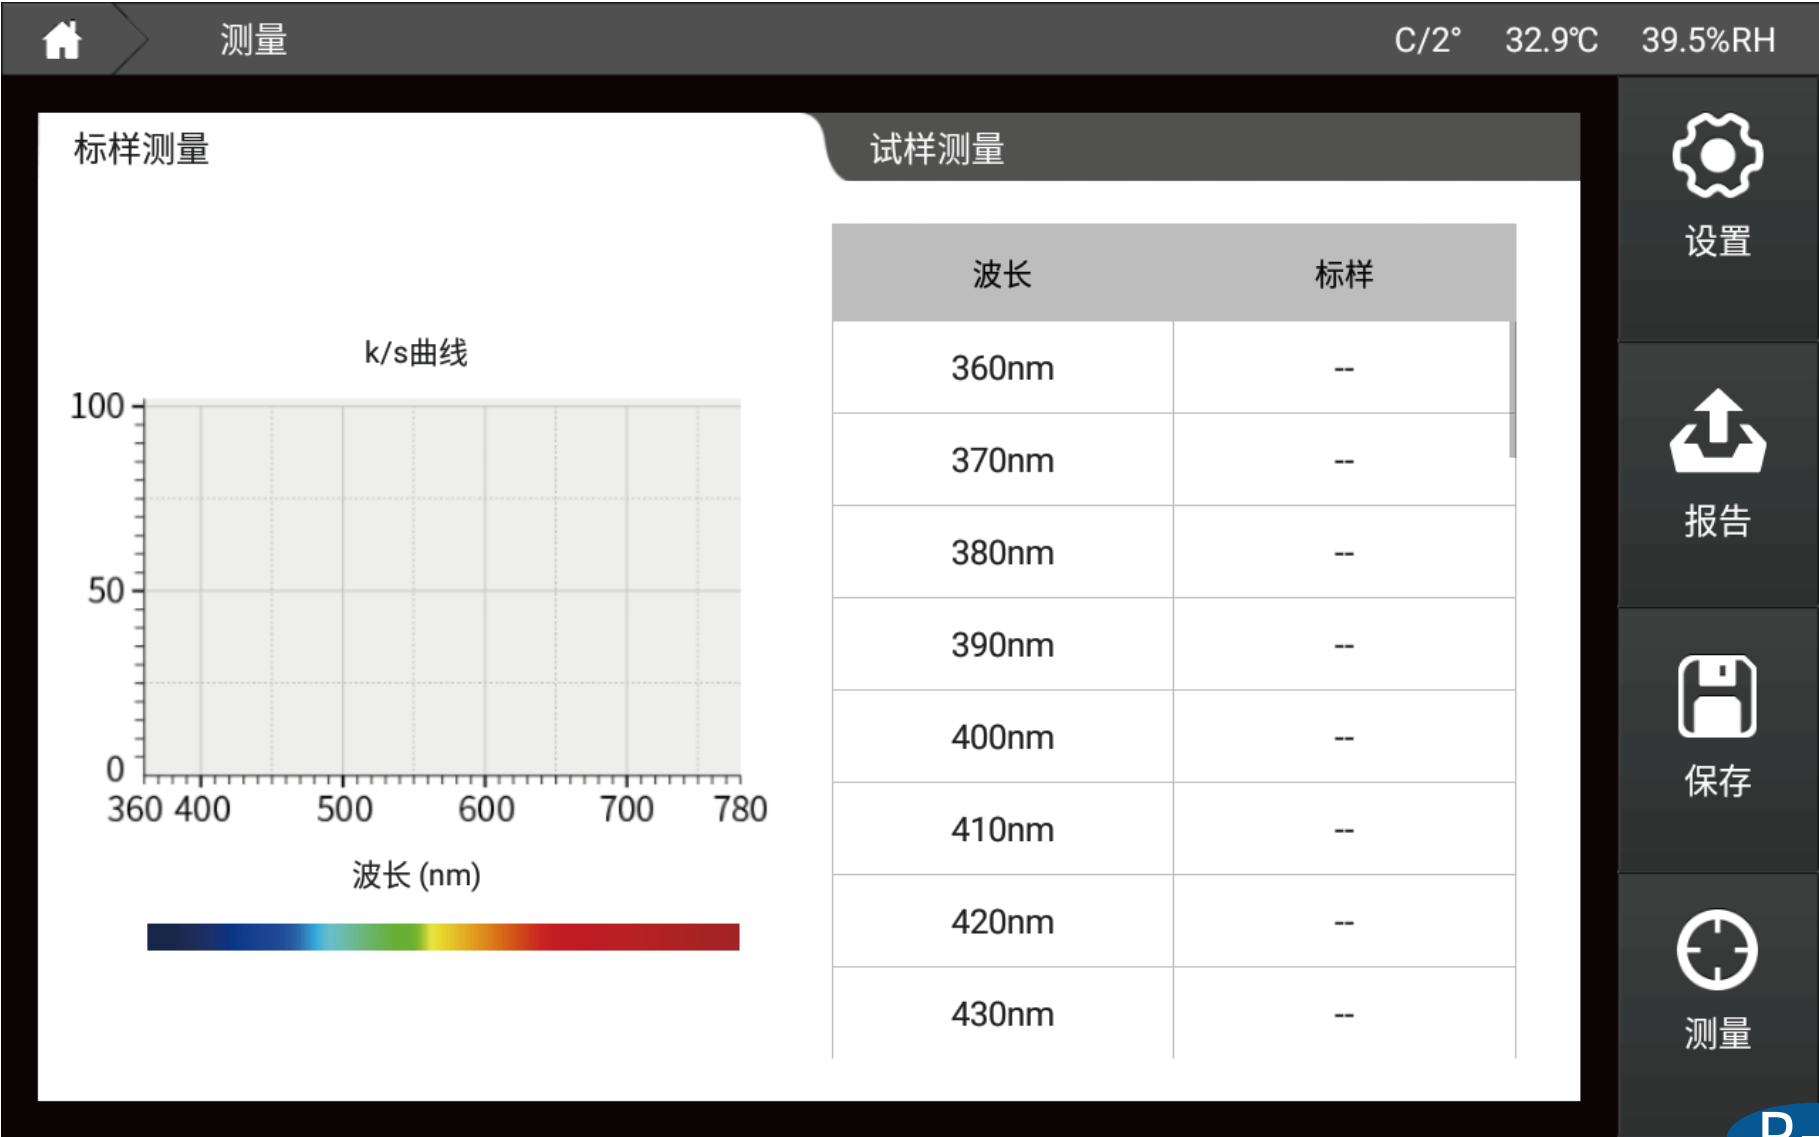 测量
C/2° 32.9℃ 39.5%RH
标样测量
试样测量
k/s曲线
100
50
0
360 400 500 600 700 780
波长 (nm)
波长 标样
360nm --
370nm --
380nm --
390nm --
400nm --
410nm --
420nm --
430nm --
设置
报告
保存
测量